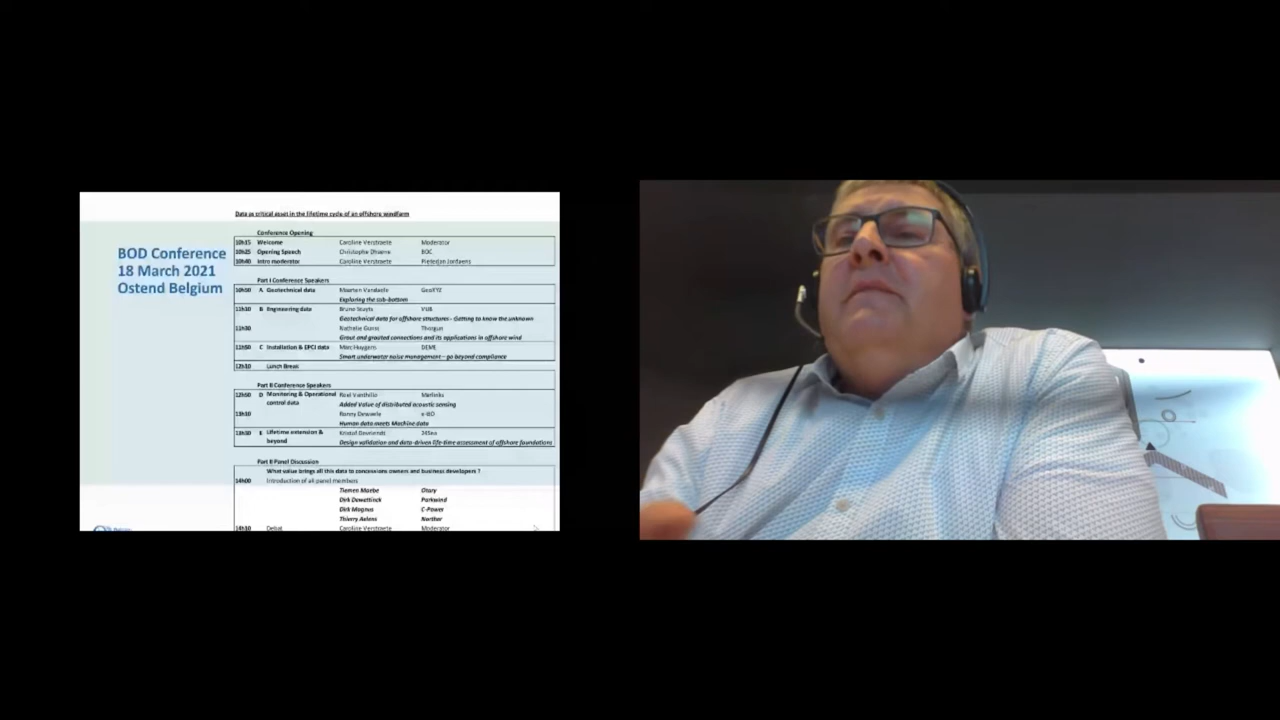 Data as critical asset in the lifetime cycle of an offshore windfarm
BOD Conference
18 March 2021
Ostend Belgium
Conference Opening
10h15 Welcome Caroline Verstraete Moderator
10h25 Opening Speech Christophe Dhaene BOC
10h40 Intro moderator Caroline Verstraete Pieterjan Jordaens
Part I Conference Speakers
A Geotechnical data Maarten Vandaele GeoXYZ
Exploring the sub-bottom
11h10 B Engineering data Bruno Stuyts VUB
Geotechnical data for offshore structures - Getting to know the unknown
11h30 Nathalie
Grout and grouted connections and its applications in offshore wind
11h50 C Installation & EPCI data Marc Huygens DEME
Smart underwater noise management - go beyond compliance
12h10 Lunch Break
Part II Conference Speakers
D Monitoring & Operational Roel Vanthillo Marlinks
control data Added Value of distributed acoustic sensing
13h10 Ronny Dewaele e-BO
Human data meets Machine data
13h30 E Lifetime extension & 24Sea
beyond Design validation and data-driven life-time assessment of offshore foundations
Part II Panel Discussion
What value brings all this data to concessions owners and business developers ?
14h00 Introduction of all panel members
Tiemen Maebe Otary
Dirk Dewettinck Parkwind
Dirk Magnus C-Power
Thierry Aelens Norther
14h10 Debat Caroline Verstraete Moderator